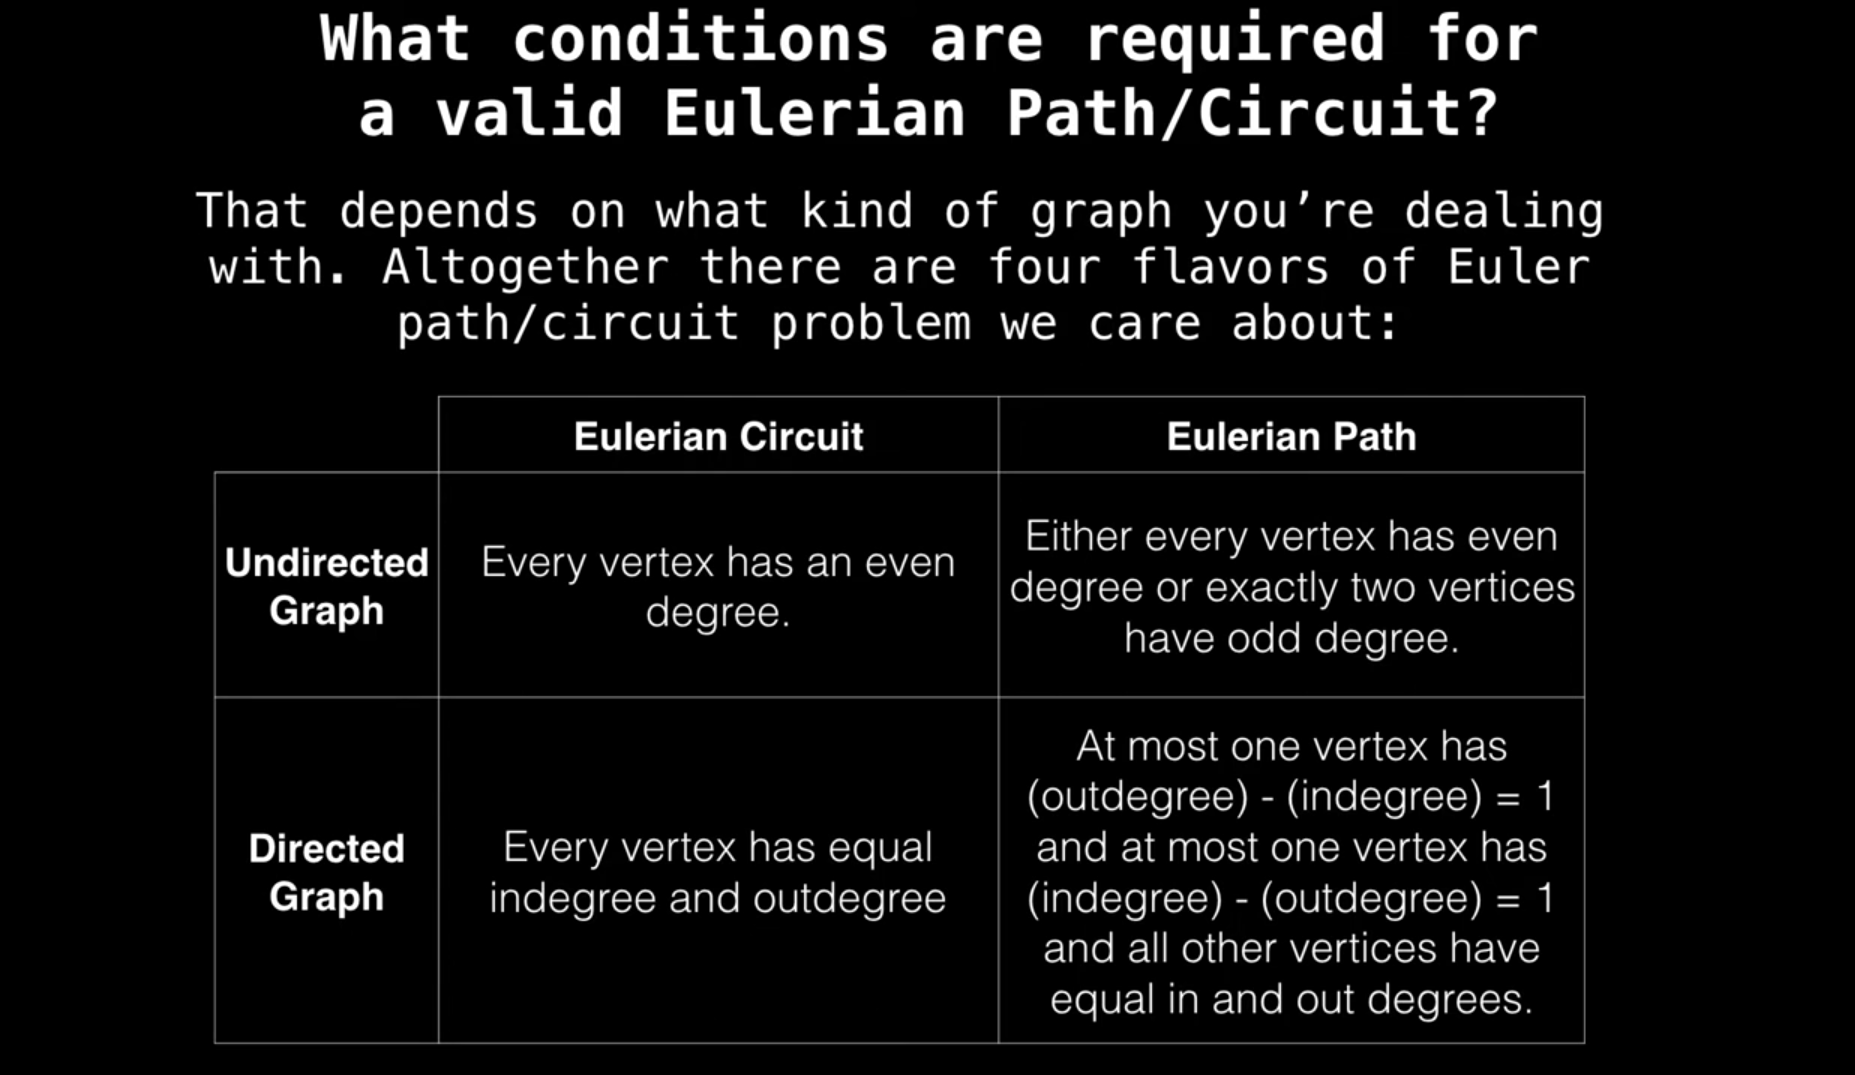 What conditions are required for
a valid Eulerian Path/Circuit?
That depends on what kind of graph you’re dealing
with. Altogether there are four flavors of Euler
path/circuit problem we care about:
Eulerian Circuit
Eulerian Path
Undirected
Graph
Every vertex has an even
degree.
Either every vertex has even
degree or exactly two vertices
have odd degree.
Directed
Graph
Every vertex has equal
indegree and outdegree
At most one vertex has
(outdegree) - (indegree) = 1
and at most one vertex has
(indegree) - (outdegree) = 1
and all other vertices have
equal in and out degrees.